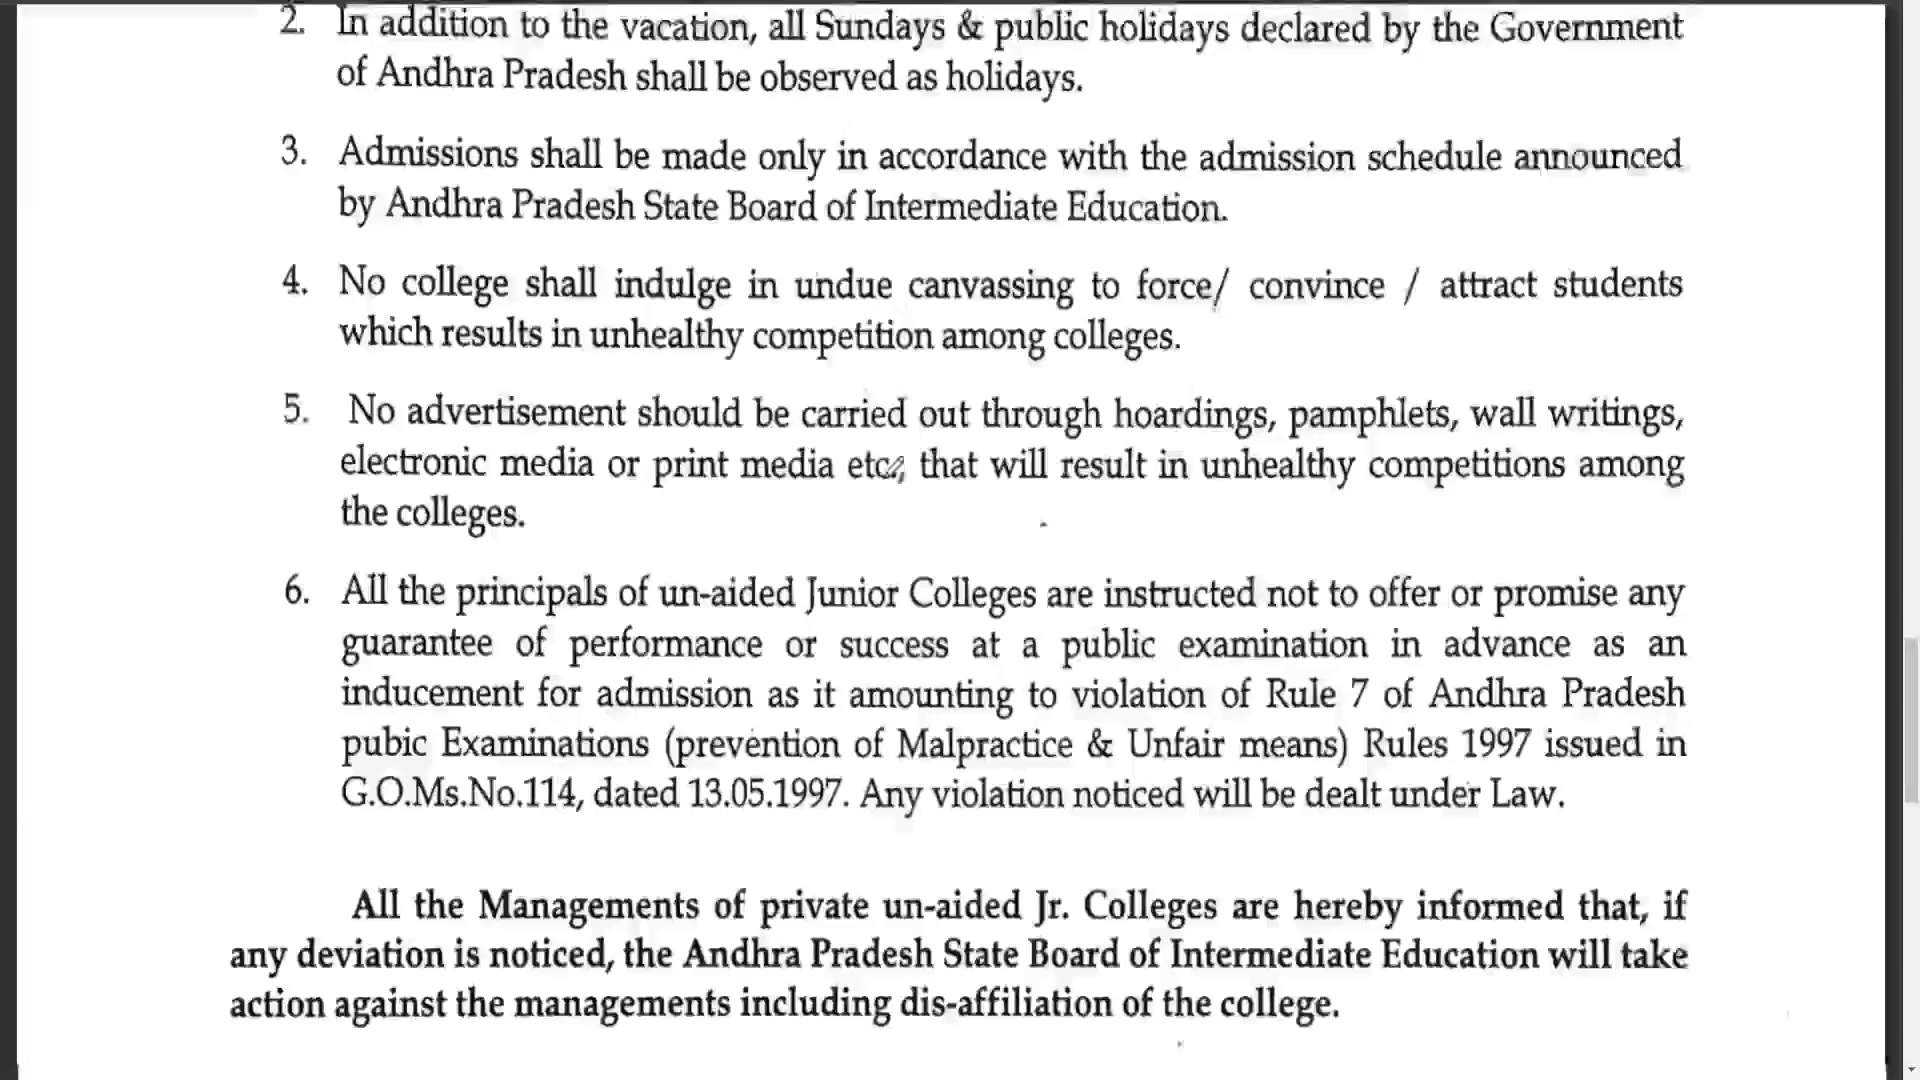 2. In addition to the vacation, all Sundays & public holidays declared by the Government
of Andhra Pradesh shall be observed as holidays.
3. Admissions shall be made only in accordance with the admission schedule announced
by Andhra Pradesh State Board of Intermediate Education.
4. No college shall indulge in undue canvassing to force/ convince / attract students
which results in unhealthy competition among colleges.
5. No advertisement should be carried out through hoardings, pamphlets, wall writings,
electronic media or print media etc., that will result in unhealthy competitions among
the colleges.
6. All the principals of un-aided Junior Colleges are instructed not to offer or promise any
guarantee of performance or success at a public examination in advance as an
inducement for admission as it amounting to violation of Rule 7 of Andhra Pradesh
pubic Examinations (prevention of Malpractice & Unfair means) Rules 1997 issued in
G.O.Ms.No.114, dated 13.05.1997. Any violation noticed will be dealt under Law.
All the Managements of private un-aided Jr. Colleges are hereby informed that, if
any deviation is noticed, the Andhra Pradesh State Board of Intermediate Education will take
action against the managements including dis-affiliation of the college.